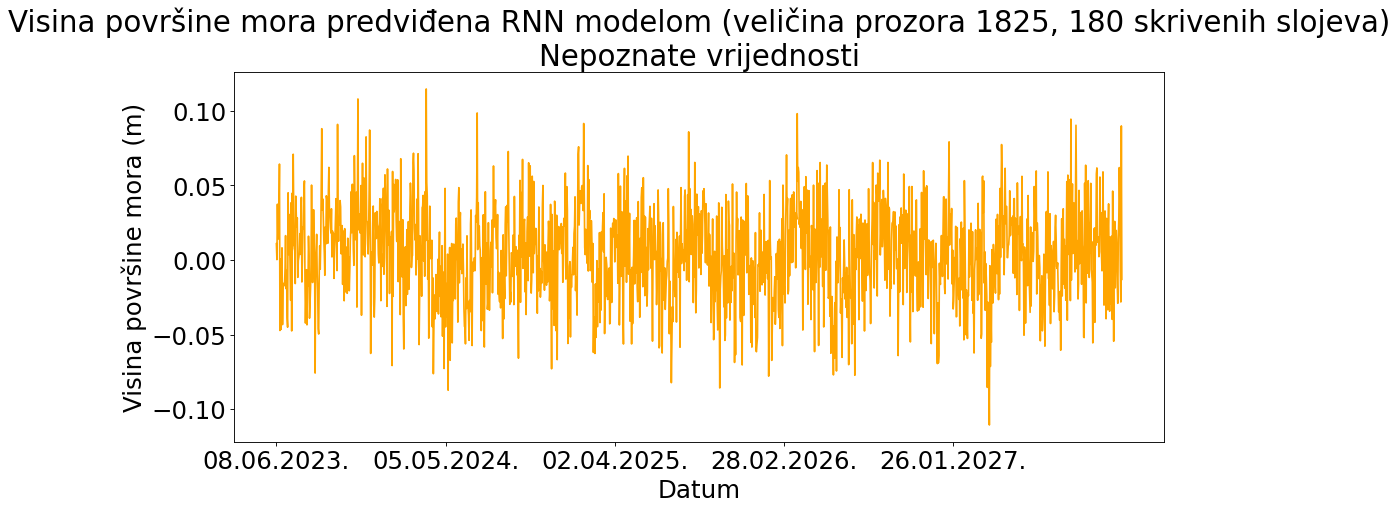 Visina površine mora predviđena RNN modelom (veličina prozora 1825, 180 skrivenih slojeva)
Nepoznate vrijednosti
Visina površine mora (m)
0.10
0.05
0.00
−0.05
−0.10
08.06.2023. 05.05.2024. 02.04.2025. 28.02.2026. 26.01.2027.
Datum